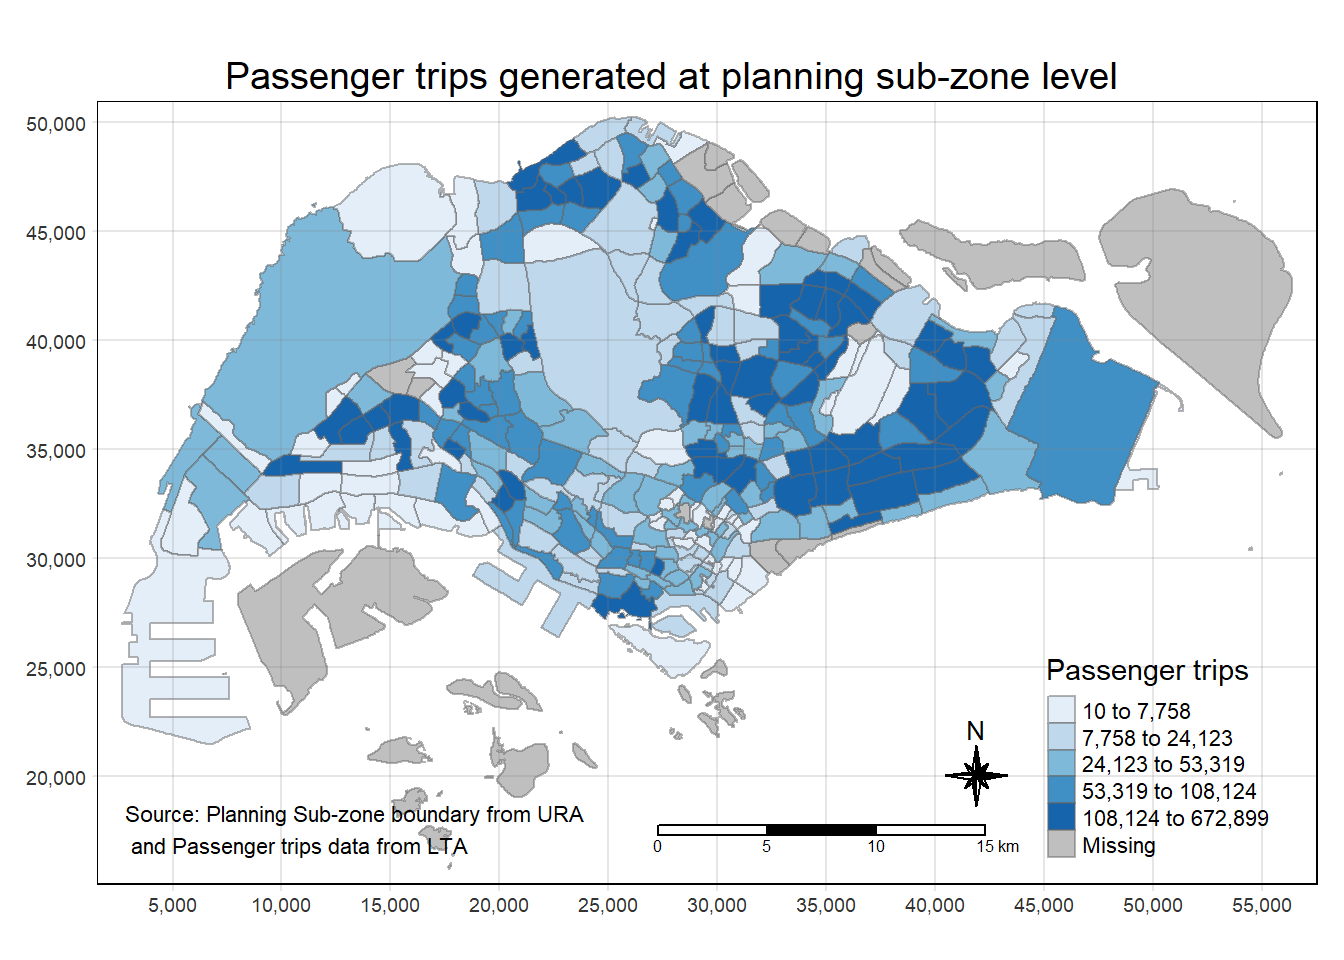 Passenger trips generated at planning sub-zone level
50,000
45,000
40,000
35,000
30,000
25,000
20,000
Passenger trips
10 to 7,758
7,758 to 24,123
24,123 to 53,319
53,319 to 108,124
108,124 to 672,899
Missing
N
Source: Planning Sub-zone boundary from URA
and Passenger trips data from LTA
0 5 10 15 km
5,000 10,000 15,000 20,000 25,000 30,000 35,000 40,000 45,000 50,000 55,000